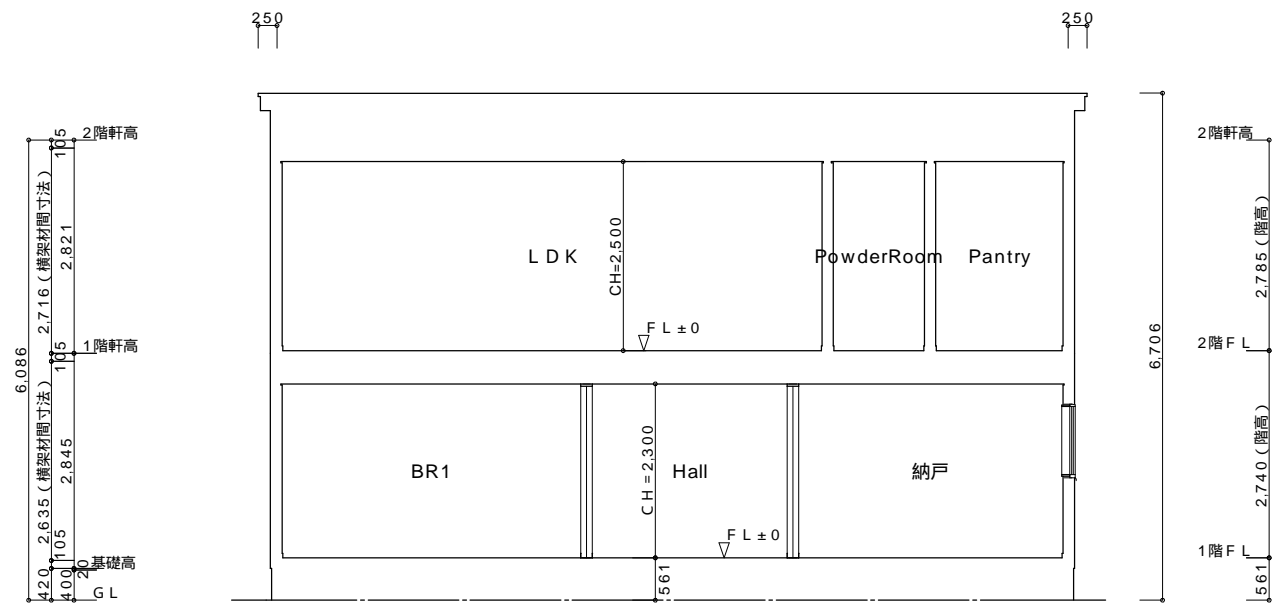 250
250
2階軒高
105
2階軒高
2,716（横架材間寸法）
2,821
CH=2,500
LDK
PowderRoom
Pantry
2,785（階高）
FL±0
1階軒高
105
2階FL
6,086
6,706
2,635（横架材間寸法）
2,845
CH=2,300
BR1
Hall
納戸
2,740（階高）
FL±0
105
1階FL
基礎高
20
420
400
GL
561
561